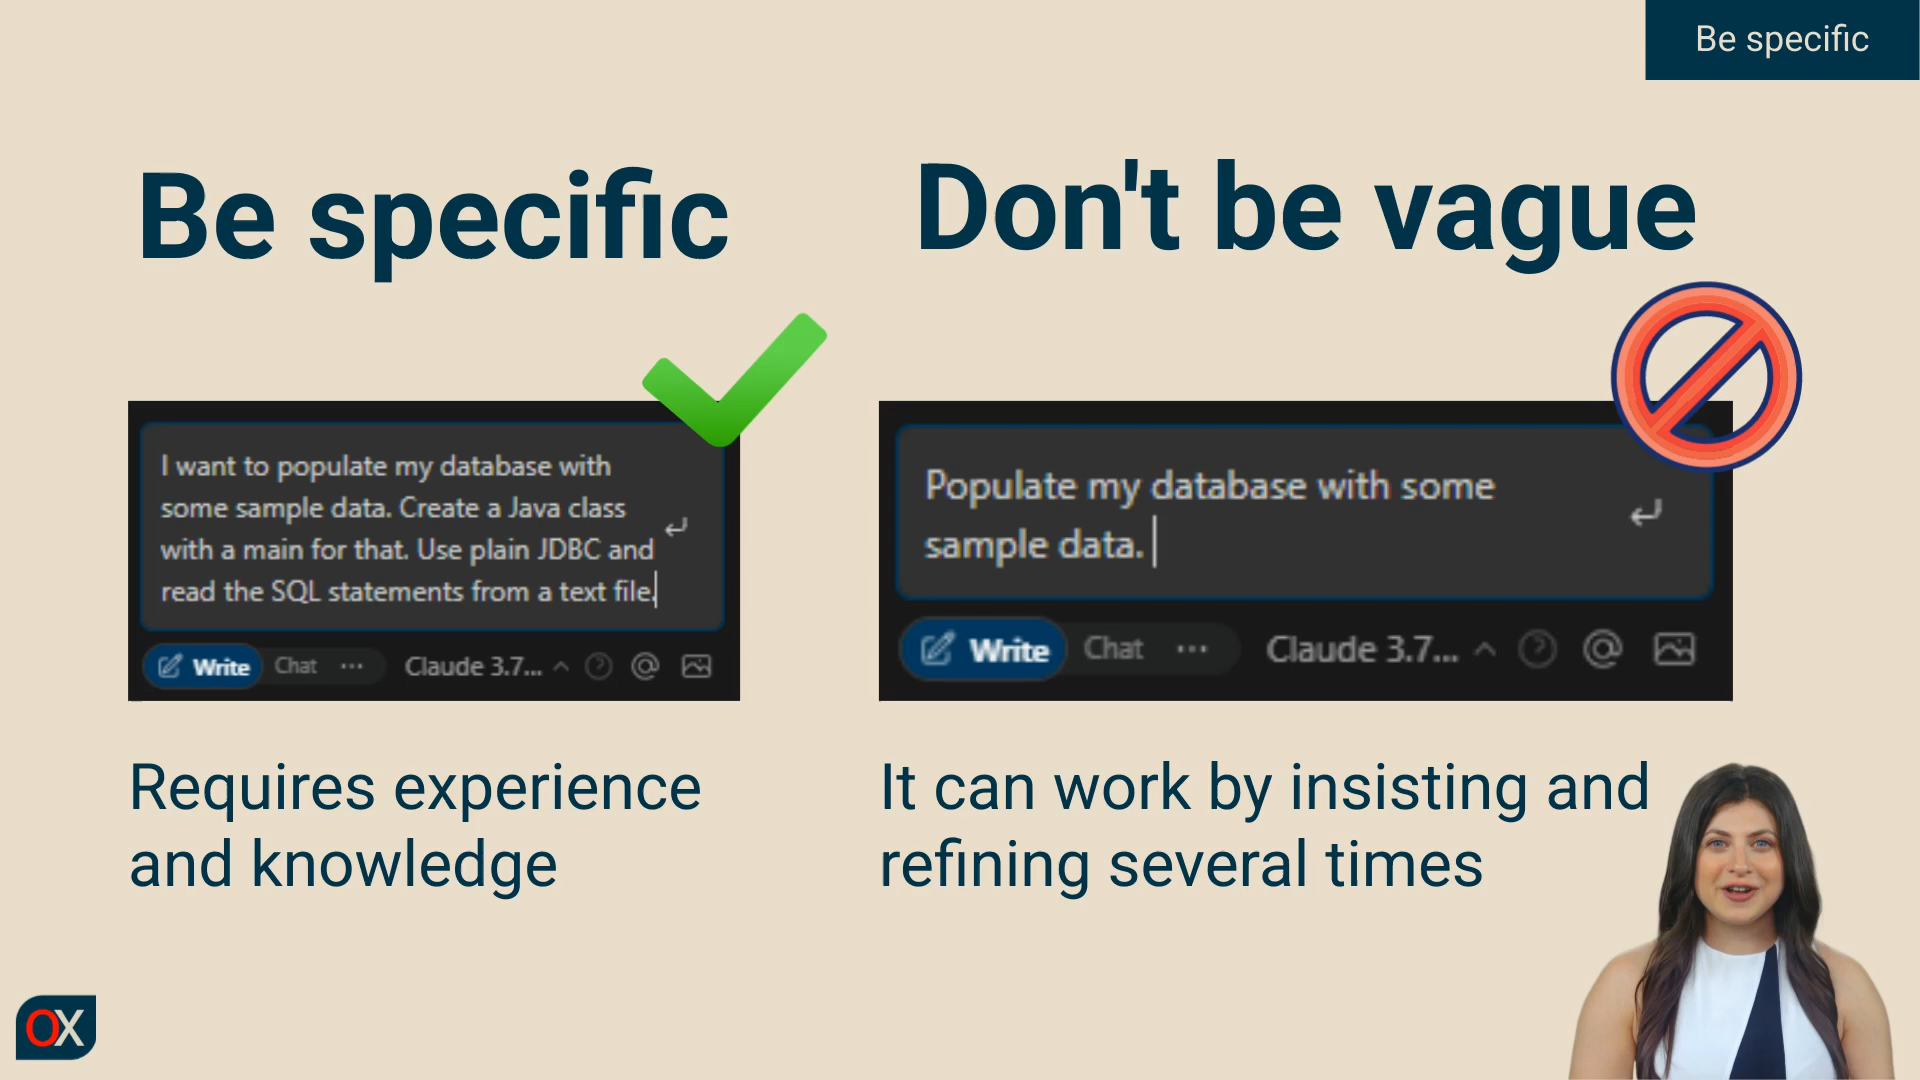 Be specific
Be specific
Don't be vague
I want to populate my database with
some sample data. Create a Java class
with a main for that. Use plain JDBC and
read the SQL statements from a text file.
Write Chat ... Claude 3.7... @
Populate my database with some
sample data.
Write Chat ... Claude 3.7... @
Requires experience
and knowledge
It can work by insisting and
refining several times
OX